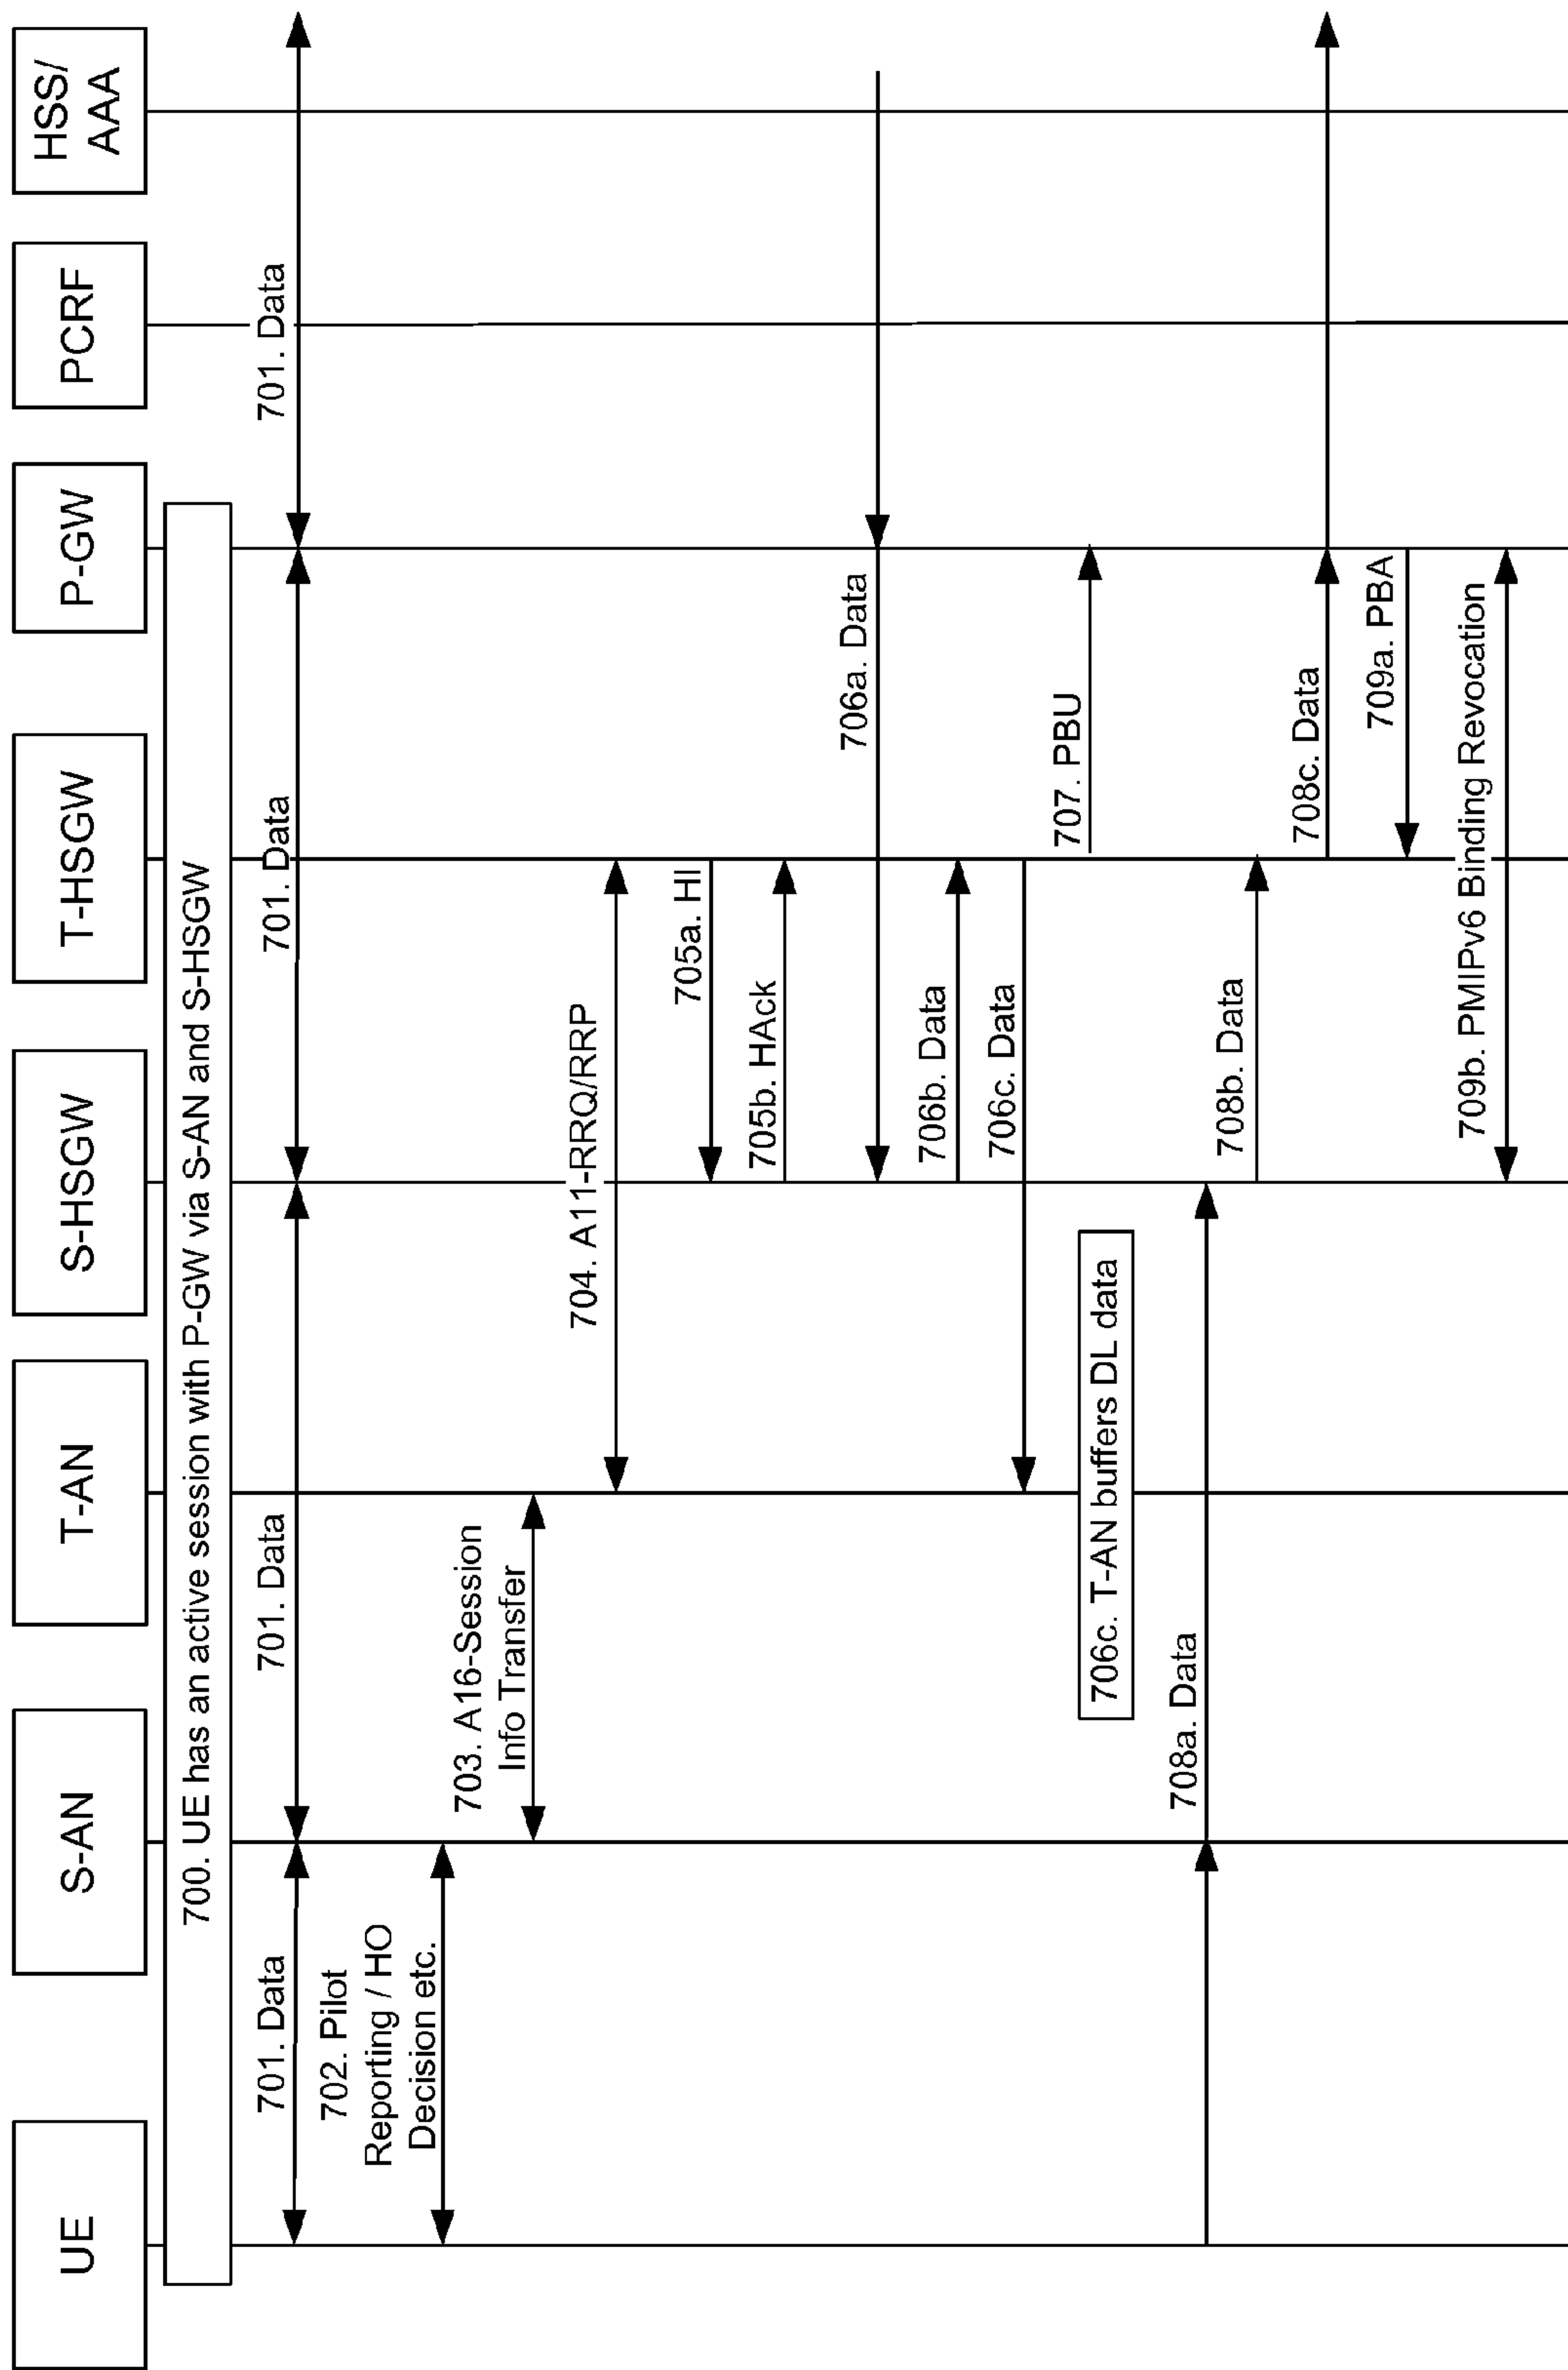 UE
S-AN
T-AN
S-HSGW
T-HSGW
P-GW
PCRF
HSS/
AAA
700. UE has an active session with P-GW via S-AN and S-HSGW
701. Data
701. Data
701. Data
701. Data
702. Pilot
Reporting / HO
Decision etc.
703. A16-Session
Info Transfer
704. A11-RRQ/RRP
705a. HI
705b. HAck
706a. Data
706b. Data
706c. Data
707. PBU
706c. T-AN buffers DL data
708a. Data
708b. Data
708c. Data
709a. PBA
709b. PMIPv6 Binding Revocation